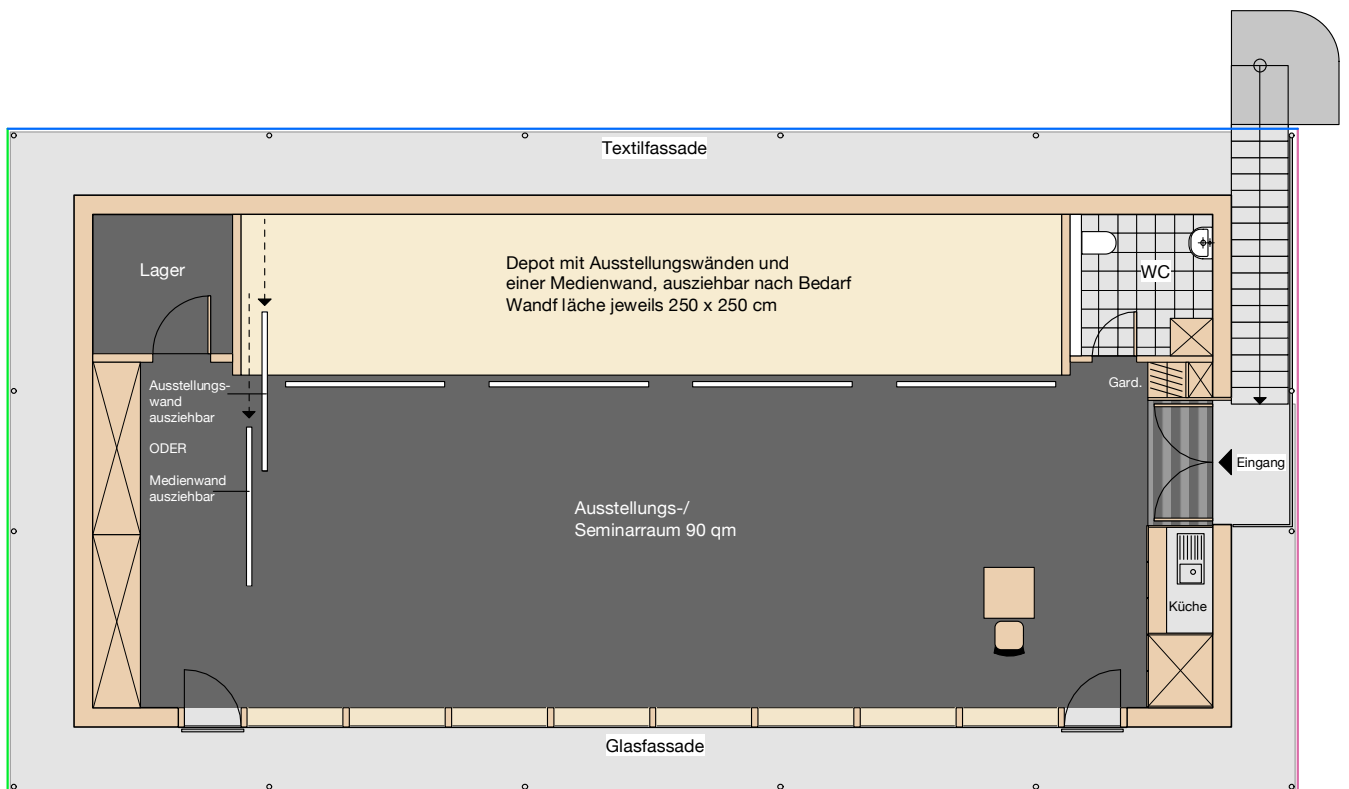 Textilfassade
Lager
Depot mit Ausstellungswänden und
einer Medienwand, ausziehbar nach Bedarf
Wandf läche jeweils 250 x 250 cm
WC
Ausstellungs-
wand
ausziehbar
ODER
Medienwand
ausziehbar
Gard.
Eingang
Ausstellungs-/
Seminarraum 90 qm
Küche
Glasfassade